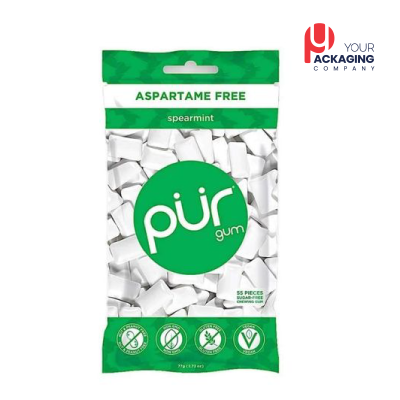 YOUR
PACKAGING
COMPANY
ASPARTAME FREE
spearmint
pür
gum
55 PIECES
SUGAR-FREE
CHEWING GUM